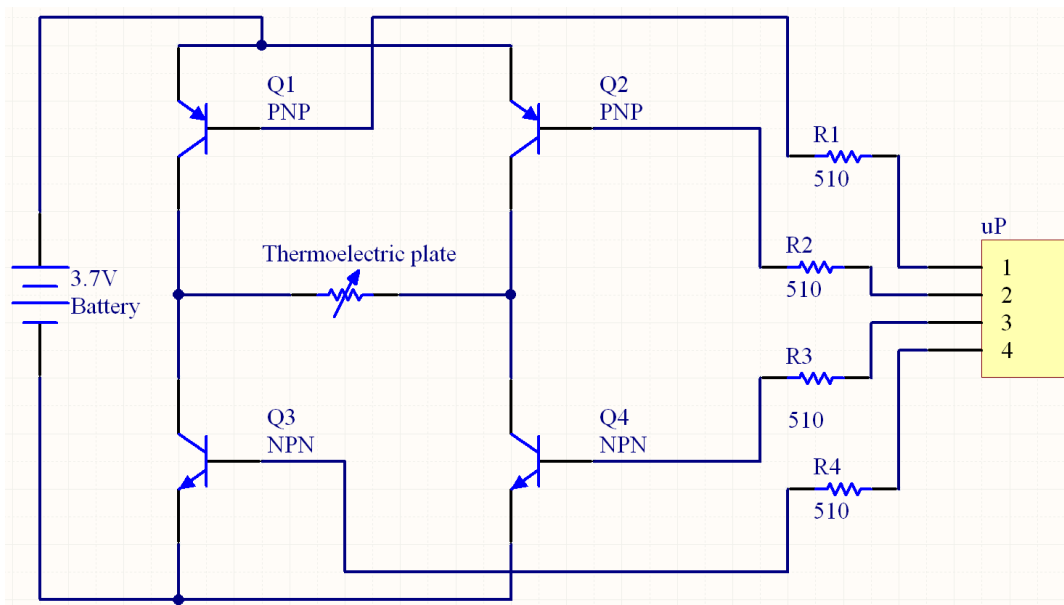 Q1
PNP
Q2
PNP
R1
510
uP
Thermoelectric plate
R2
510
3.7V
Battery
1
2
3
4
R3
510
Q3
NPN
Q4
NPN
R4
510